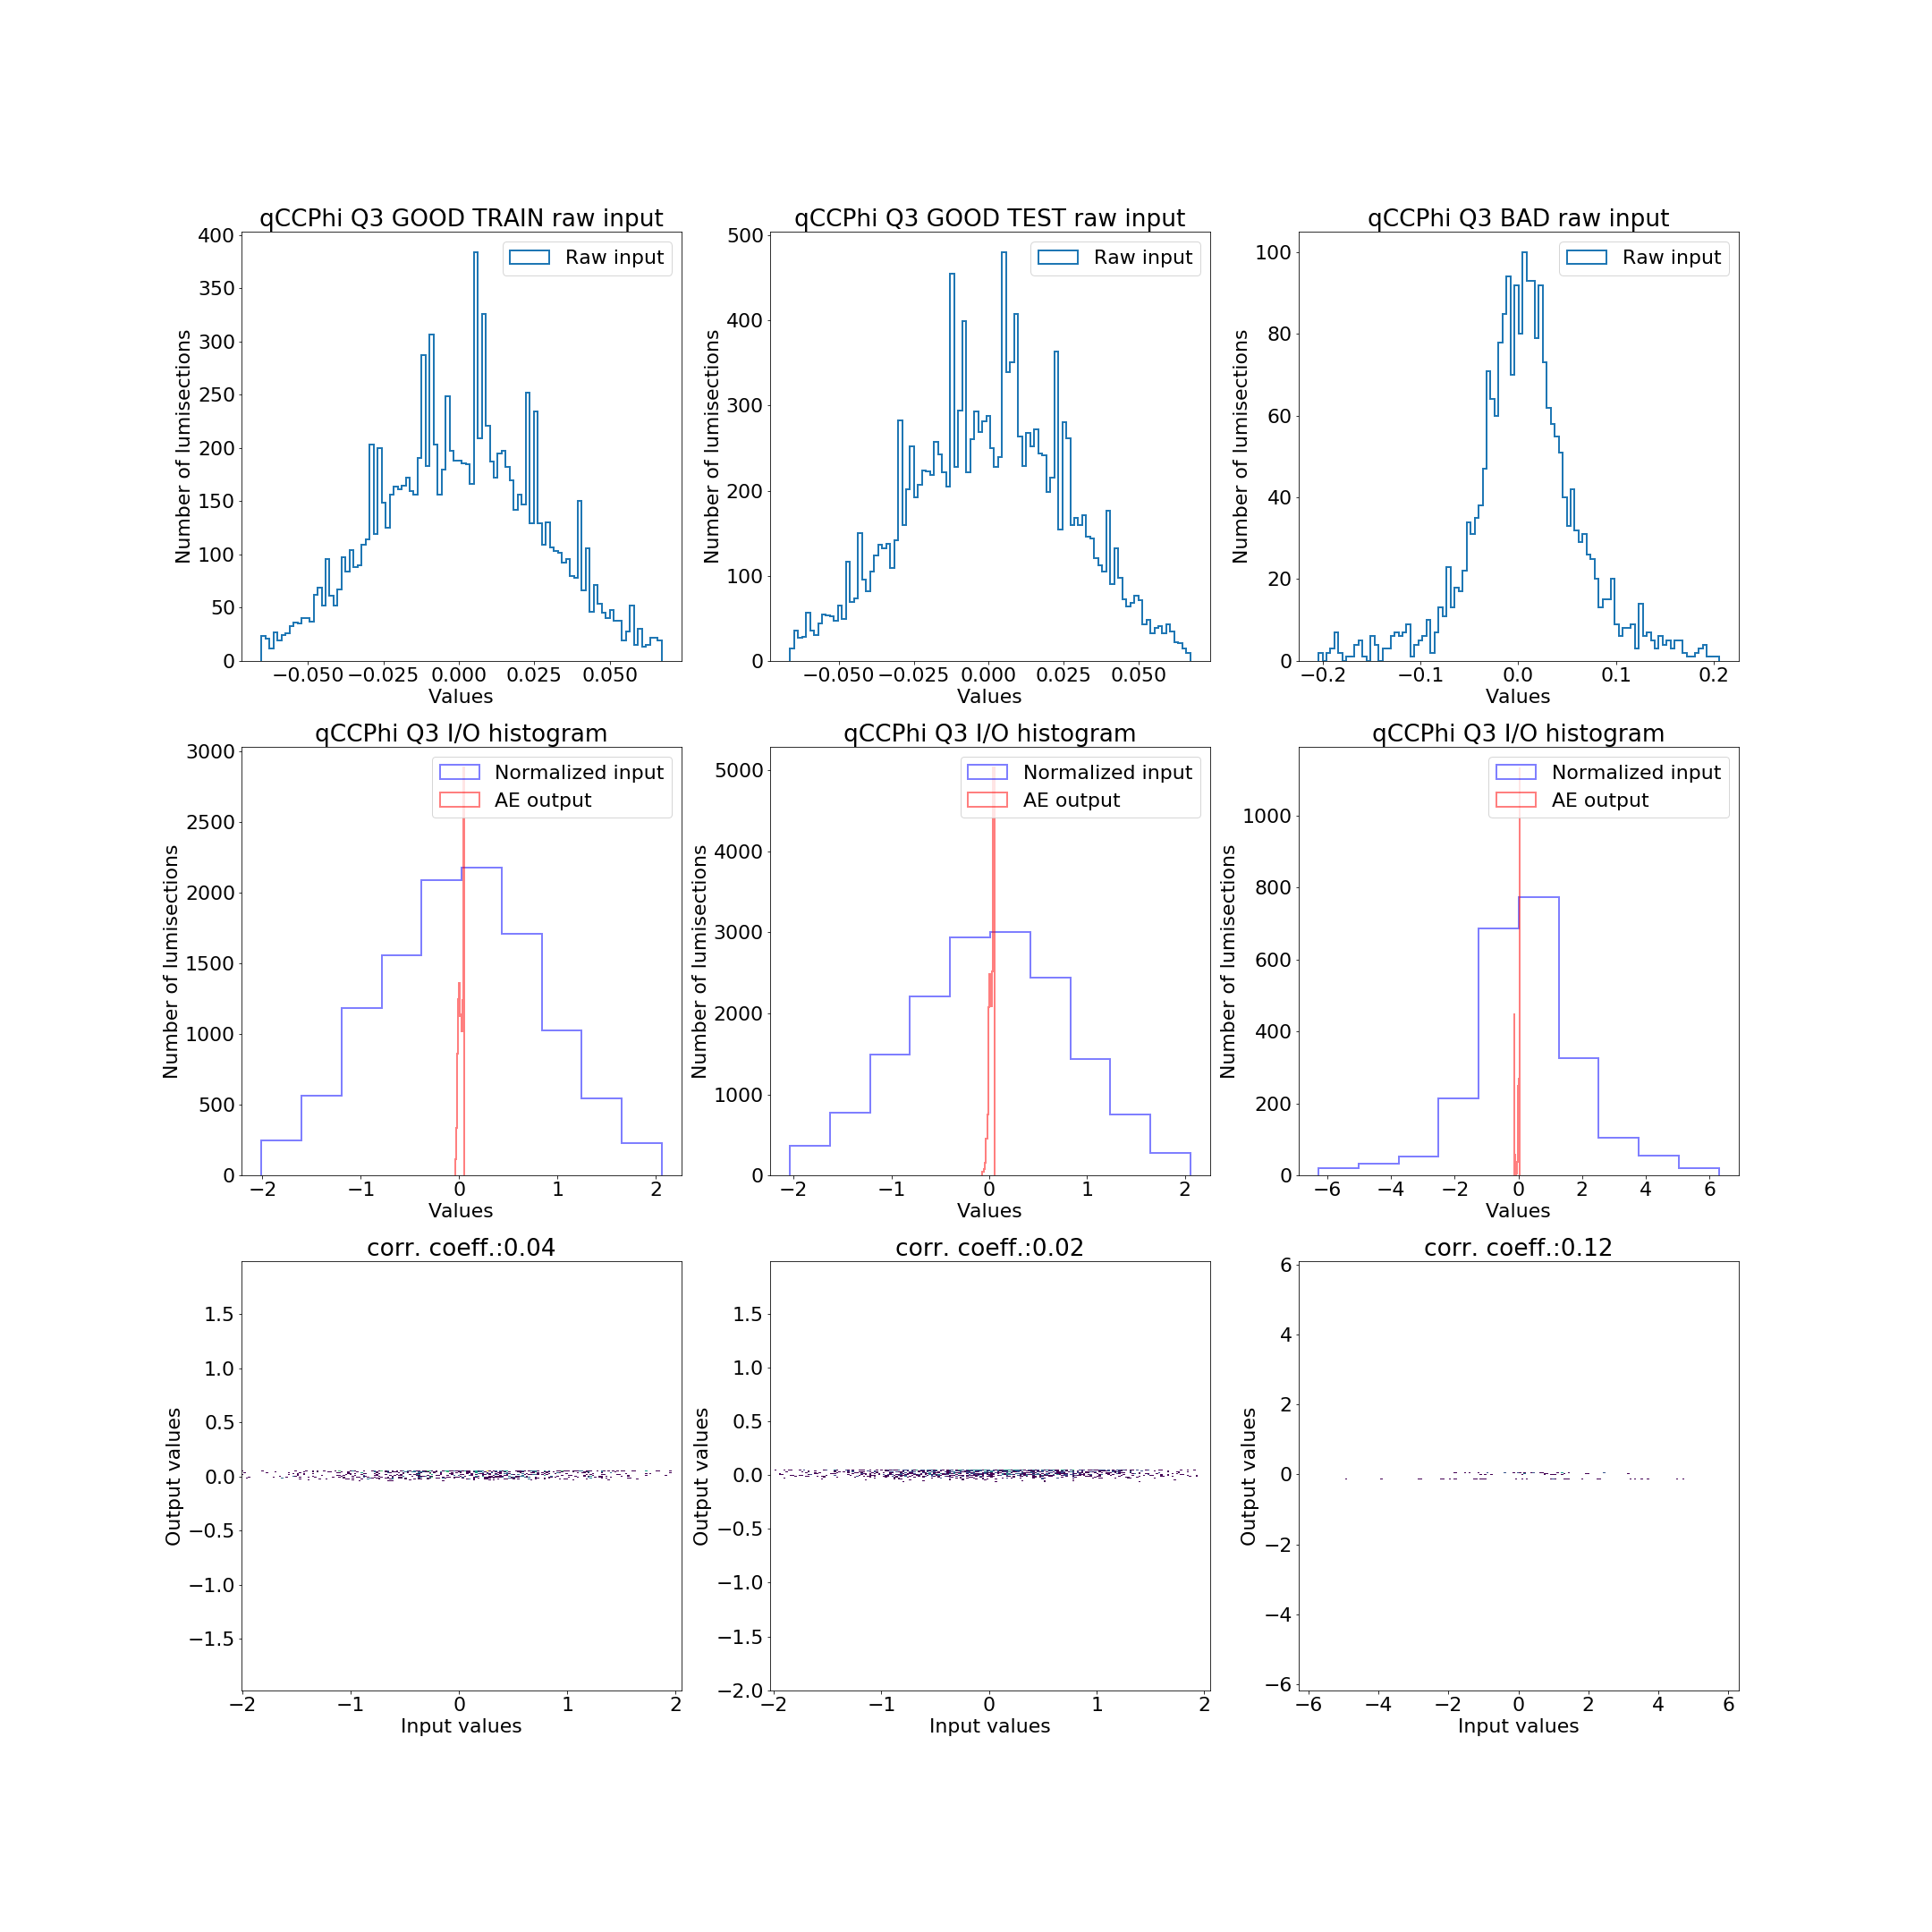 qCCPhi Q3 GOOD TRAIN raw input
Raw input
400
350
300
250
200
150
100
50
0
−0.050 −0.025 0.000 0.025 0.050
Number of lumisections
Values
qCCPhi Q3 GOOD TEST raw input
Raw input
500
400
300
200
100
0
−0.050 −0.025 0.000 0.025 0.050
Number of lumisections
Values
qCCPhi Q3 BAD raw input
Raw input
100
80
60
40
20
0
−0.2 −0.1 0.0 0.1 0.2
Number of lumisections
Values
qCCPhi Q3 I/O histogram
Normalized input
AE output
3000
2500
2000
1500
1000
500
0
−2 −1 0 1 2
Number of lumisections
Values
qCCPhi Q3 I/O histogram
Normalized input
AE output
5000
4000
3000
2000
1000
0
−2 −1 0 1 2
Number of lumisections
Values
qCCPhi Q3 I/O histogram
Normalized input
AE output
1000
800
600
400
200
0
−6 −4 −2 0 2 4 6
Number of lumisections
Values
corr. coeff.:0.04
1.5
1.0
0.5
0.0
−0.5
−1.0
−1.5
−2 −1 0 1 2
Output values
Input values
corr. coeff.:0.02
1.5
1.0
0.5
0.0
−0.5
−1.0
−1.5
−2.0
−2 −1 0 1 2
Output values
Input values
corr. coeff.:0.12
6
4
2
0
−2
−4
−6
−6 −4 −2 0 2 4 6
Output values
Input values